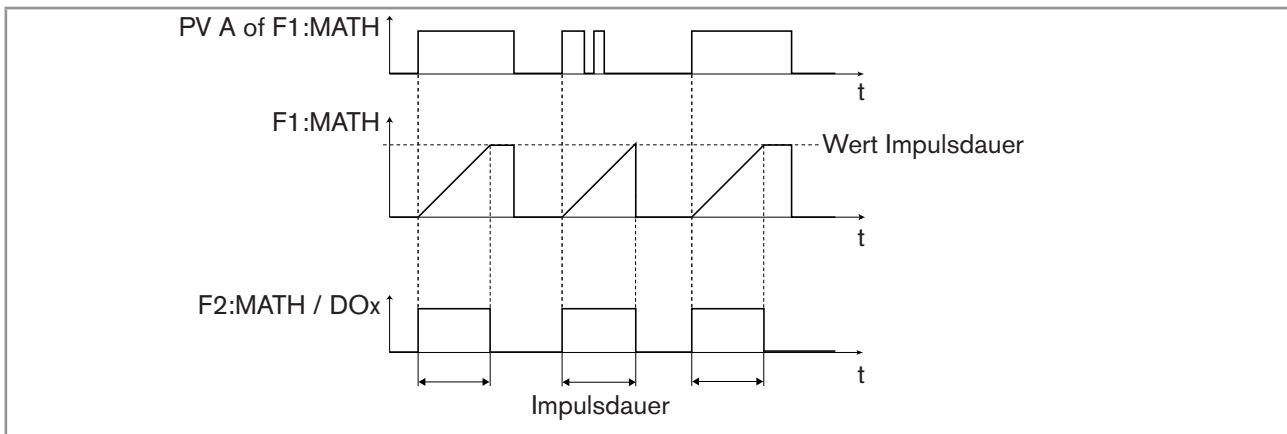 PV A of F1:MATH
t
F1:MATH
Wert Impulsdauer
t
F2:MATH / DOx
t
Impulsdauer